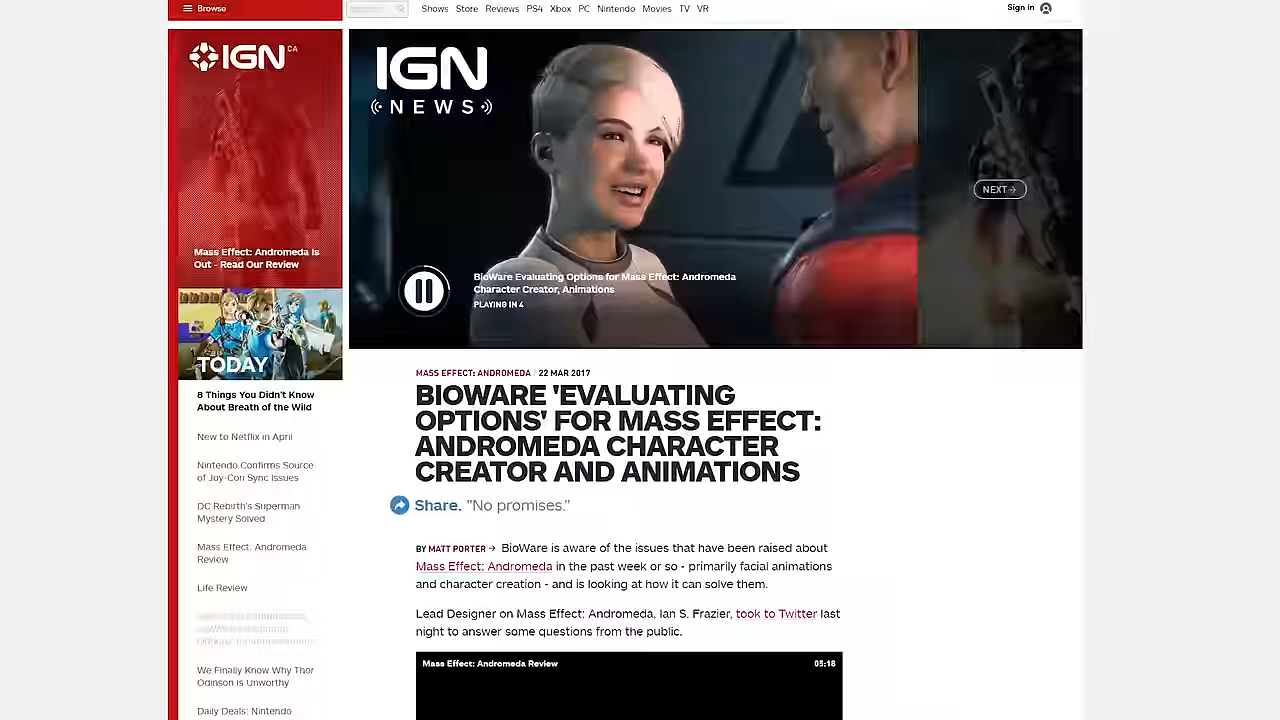 Browse
Shows Store Reviews PS4 Xbox PC Nintendo Movies TV VR
Sign in
IGN CA
Mass Effect: Andromeda Is
Out - Read Our Review
TODAY
8 Things You Didn't Know
About Breath of the Wild
New to Netflix in April
Nintendo Confirms Source
of Joy-Con Sync Issues
DC Rebirth's Superman
Mystery Solved
Mass Effect: Andromeda
Review
Life Review
We Finally Know Why Thor
Odinson Is Unworthy
Daily Deals: Nintendo
IGN
NEWS
NEXT
BioWare Evaluating Options for Mass Effect: Andromeda
Character Creator, Animations
PLAYING IN 4
MASS EFFECT: ANDROMEDA / 22 MAR 2017
BIOWARE 'EVALUATING
OPTIONS' FOR MASS EFFECT:
ANDROMEDA CHARACTER
CREATOR AND ANIMATIONS
Share. "No promises."
BY MATT PORTER → BioWare is aware of the issues that have been raised about
Mass Effect: Andromeda in the past week or so - primarily facial animations
and character creation - and is looking at how it can solve them.
Lead Designer on Mass Effect: Andromeda, Ian S. Frazier, took to Twitter last
night to answer some questions from the public.
Mass Effect: Andromeda Review
05:18